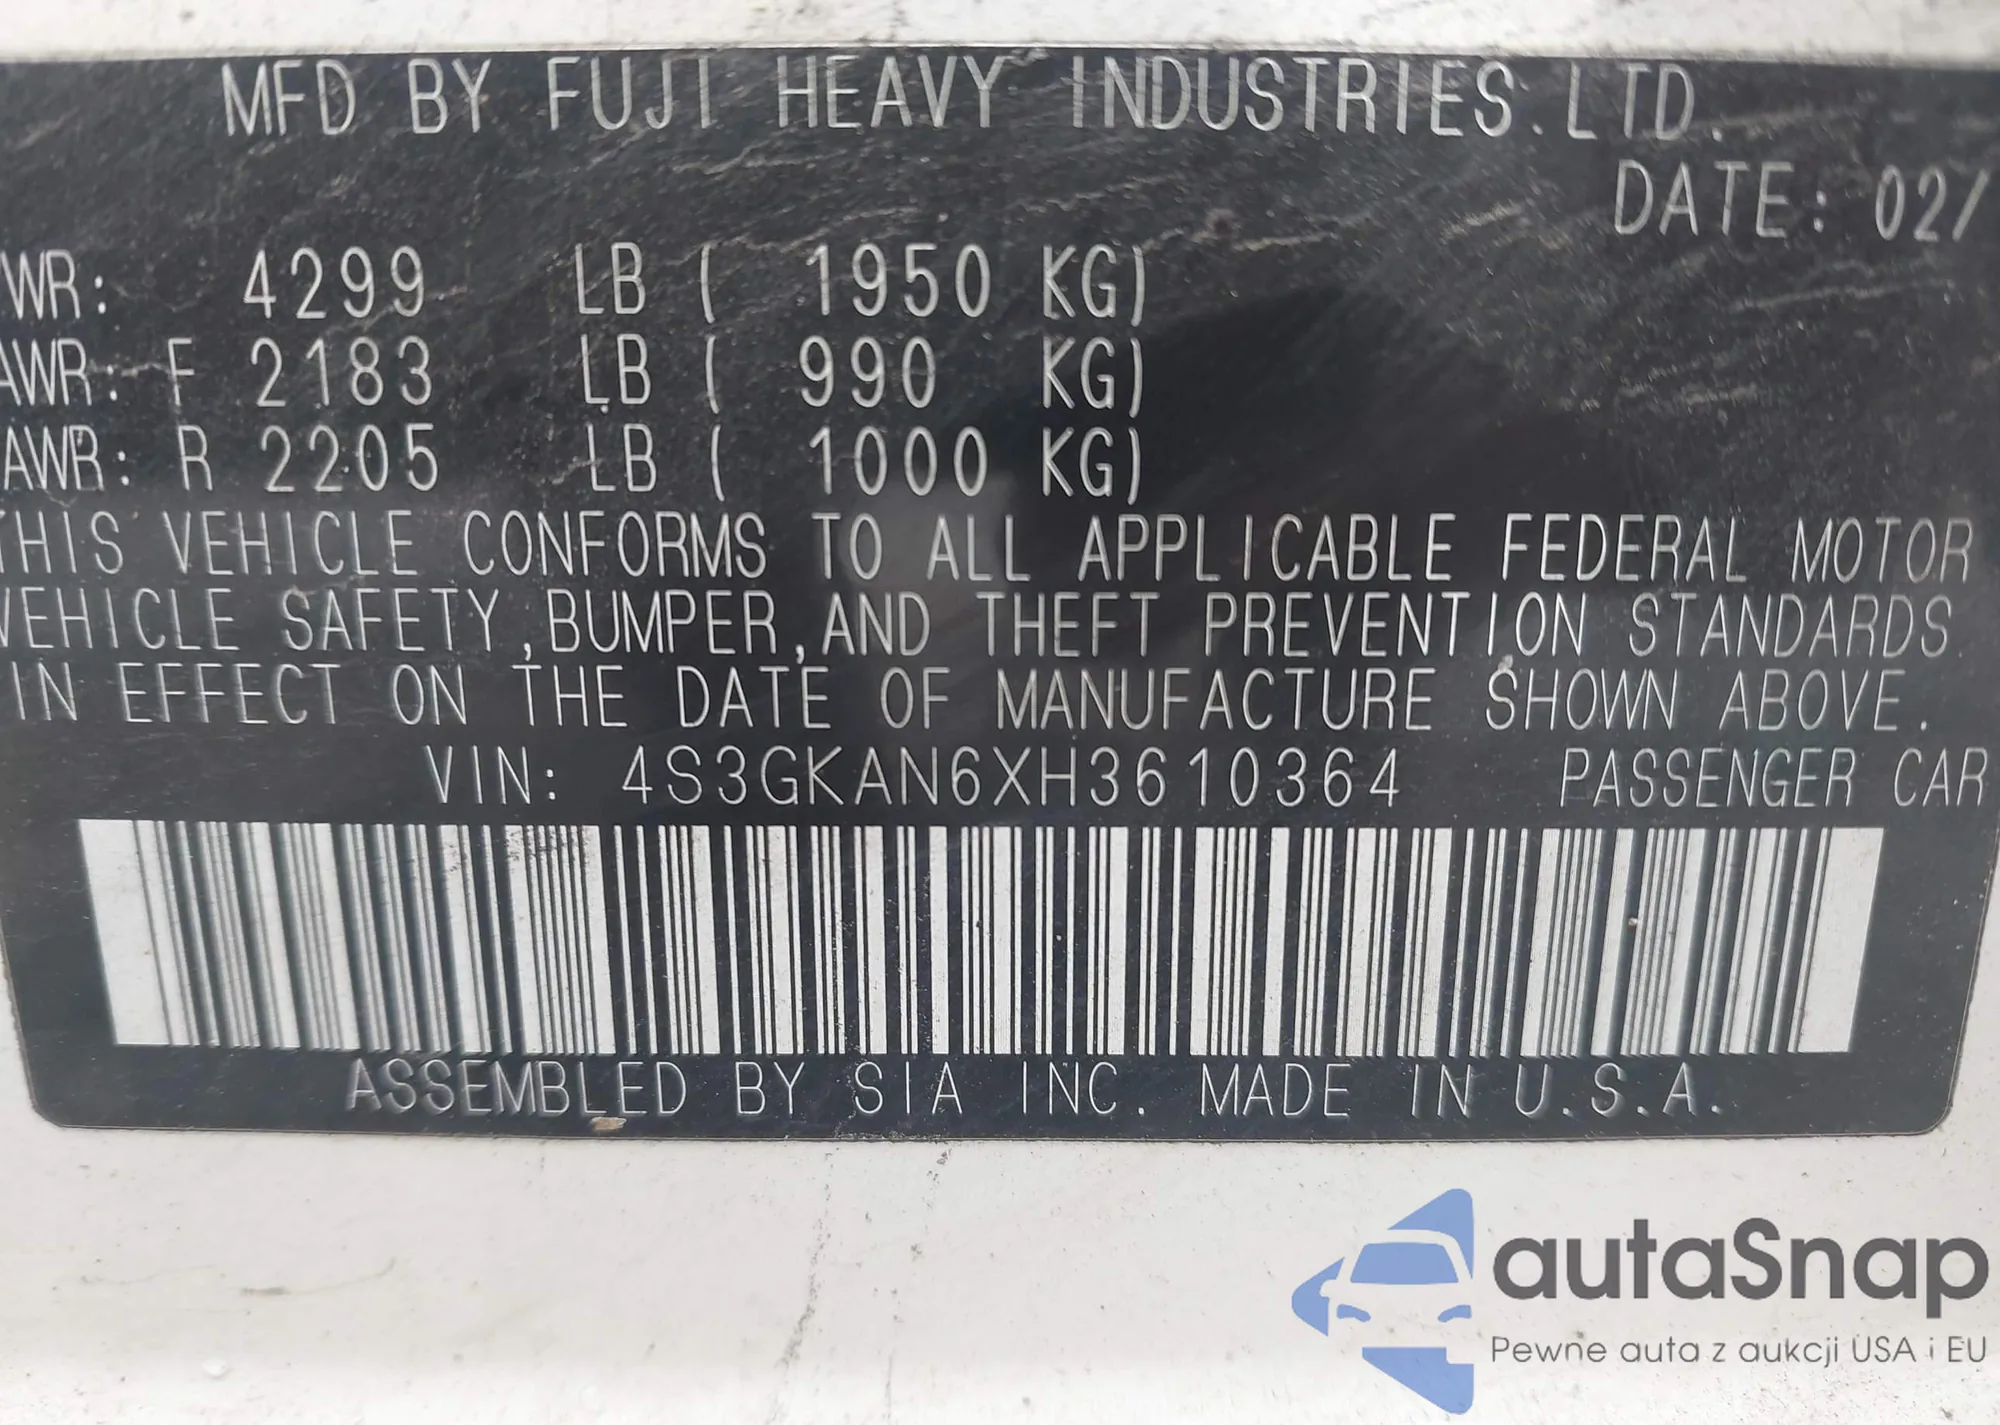 MFD BY FUJI HEAVY INDUSTRIES.LTD.
DATE: 02/
VWR: 4299 LB ( 1950 KG)
AWR: F 2183 LB ( 990 KG)
AWR: R 2205 LB ( 1000 KG)
THIS VEHICLE CONFORMS TO ALL APPLICABLE FEDERAL MOTOR
VEHICLE SAFETY,BUMPER,AND THEFT PREVENTION STANDARDS
IN EFFECT ON THE DATE OF MANUFACTURE SHOWN ABOVE.
VIN: 4S3GKAN6XH3610364 PASSENGER CAR
ASSEMBLED BY SIA INC. MADE IN U.S.A.
autaSnap
Pewne auta z aukcji USA i EU